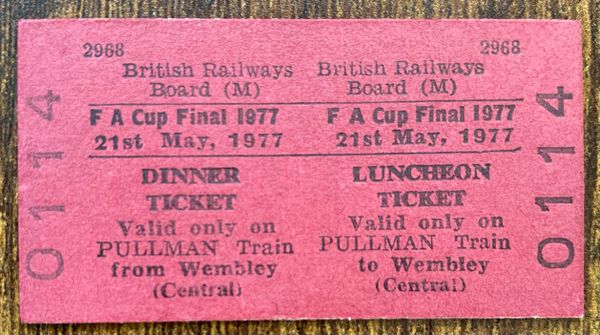 2968
British Railways
Board (M)
F A Cup Final 1977
21st May, 1977
DINNER
TICKET
Valid only on
PULLMAN Train
from Wembley
(Central)
2968
British Railways
Board (M)
F A Cup Final 1977
21st May, 1977
LUNCHEON
TICKET
Valid only on
PULLMAN Train
to Wembley
(Central)
0114
0114